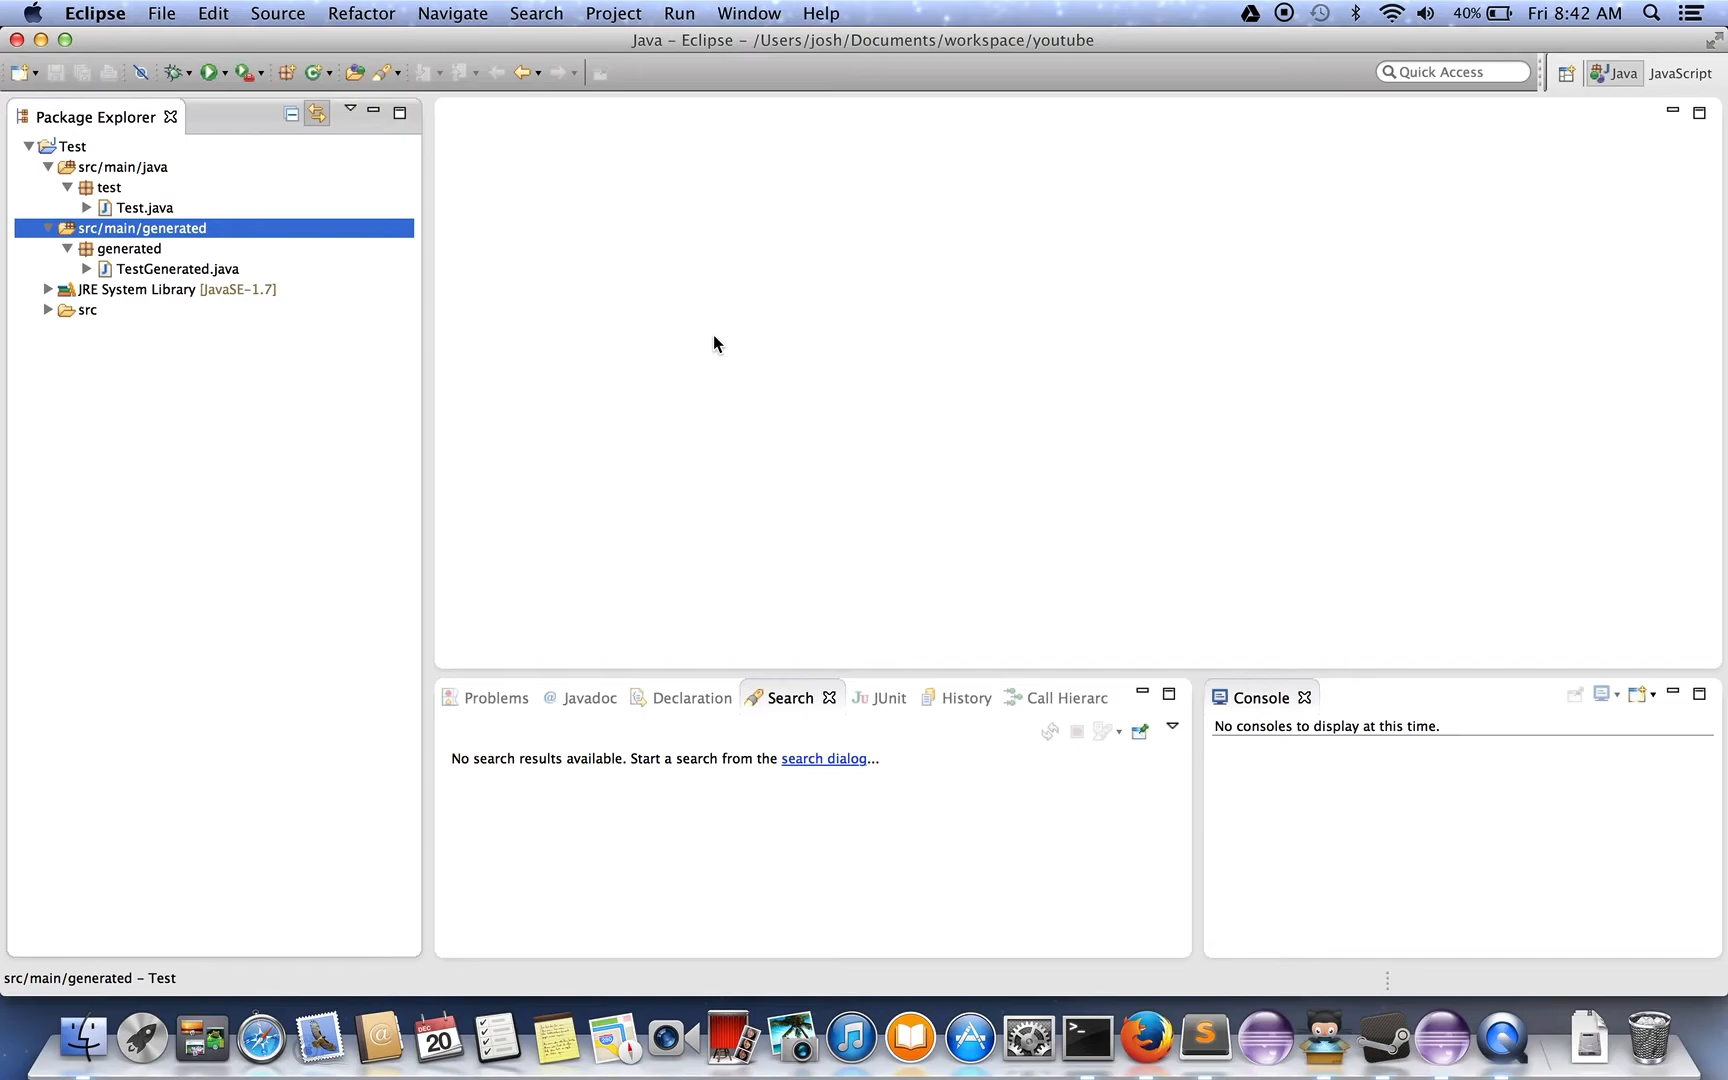 Eclipse File Edit Source Refactor Navigate Search Project Run Window Help 40% Fri 8:42 AM
Java – Eclipse – /Users/josh/Documents/workspace/youtube
Quick Access Java JavaScript
Package Explorer
Test
src/main/java
test
Test.java
src/main/generated
generated
TestGenerated.java
JRE System Library [JavaSE-1.7]
src
Problems @ Javadoc Declaration Search JUnit History Call Hierarc
No search results available. Start a search from the search dialog...
Console
No consoles to display at this time.
src/main/generated – Test
DEC
20